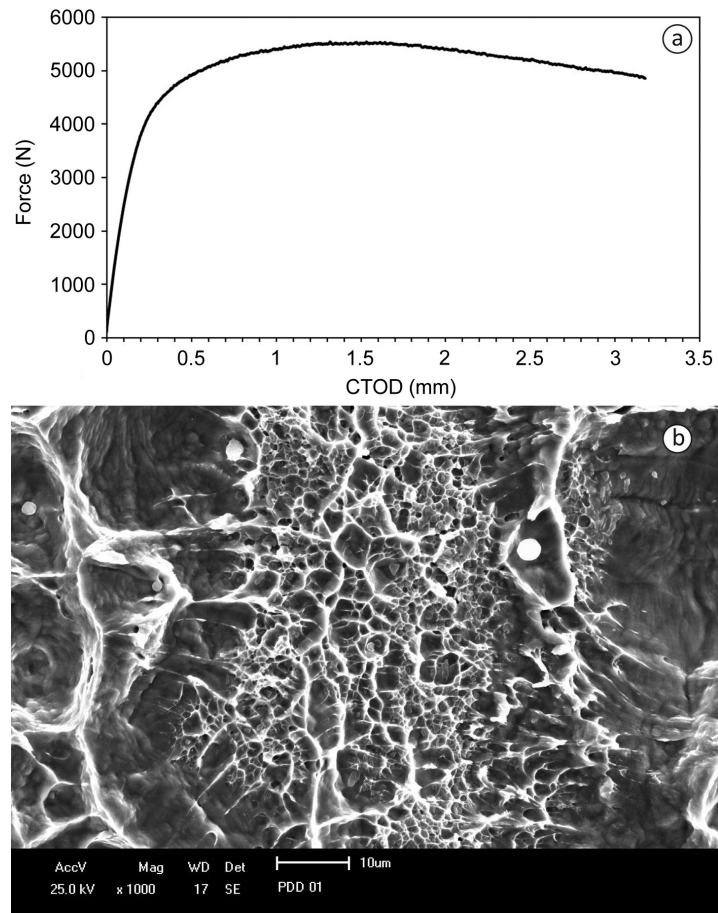 a
6000
5000
4000
3000
2000
1000
0
Force (N)
0 0.5 1 1.5 2 2.5 3 3.5
CTOD (mm)
b
AccV Mag WD Det 10um
25.0 kV x 1000 17 SE PDD 01